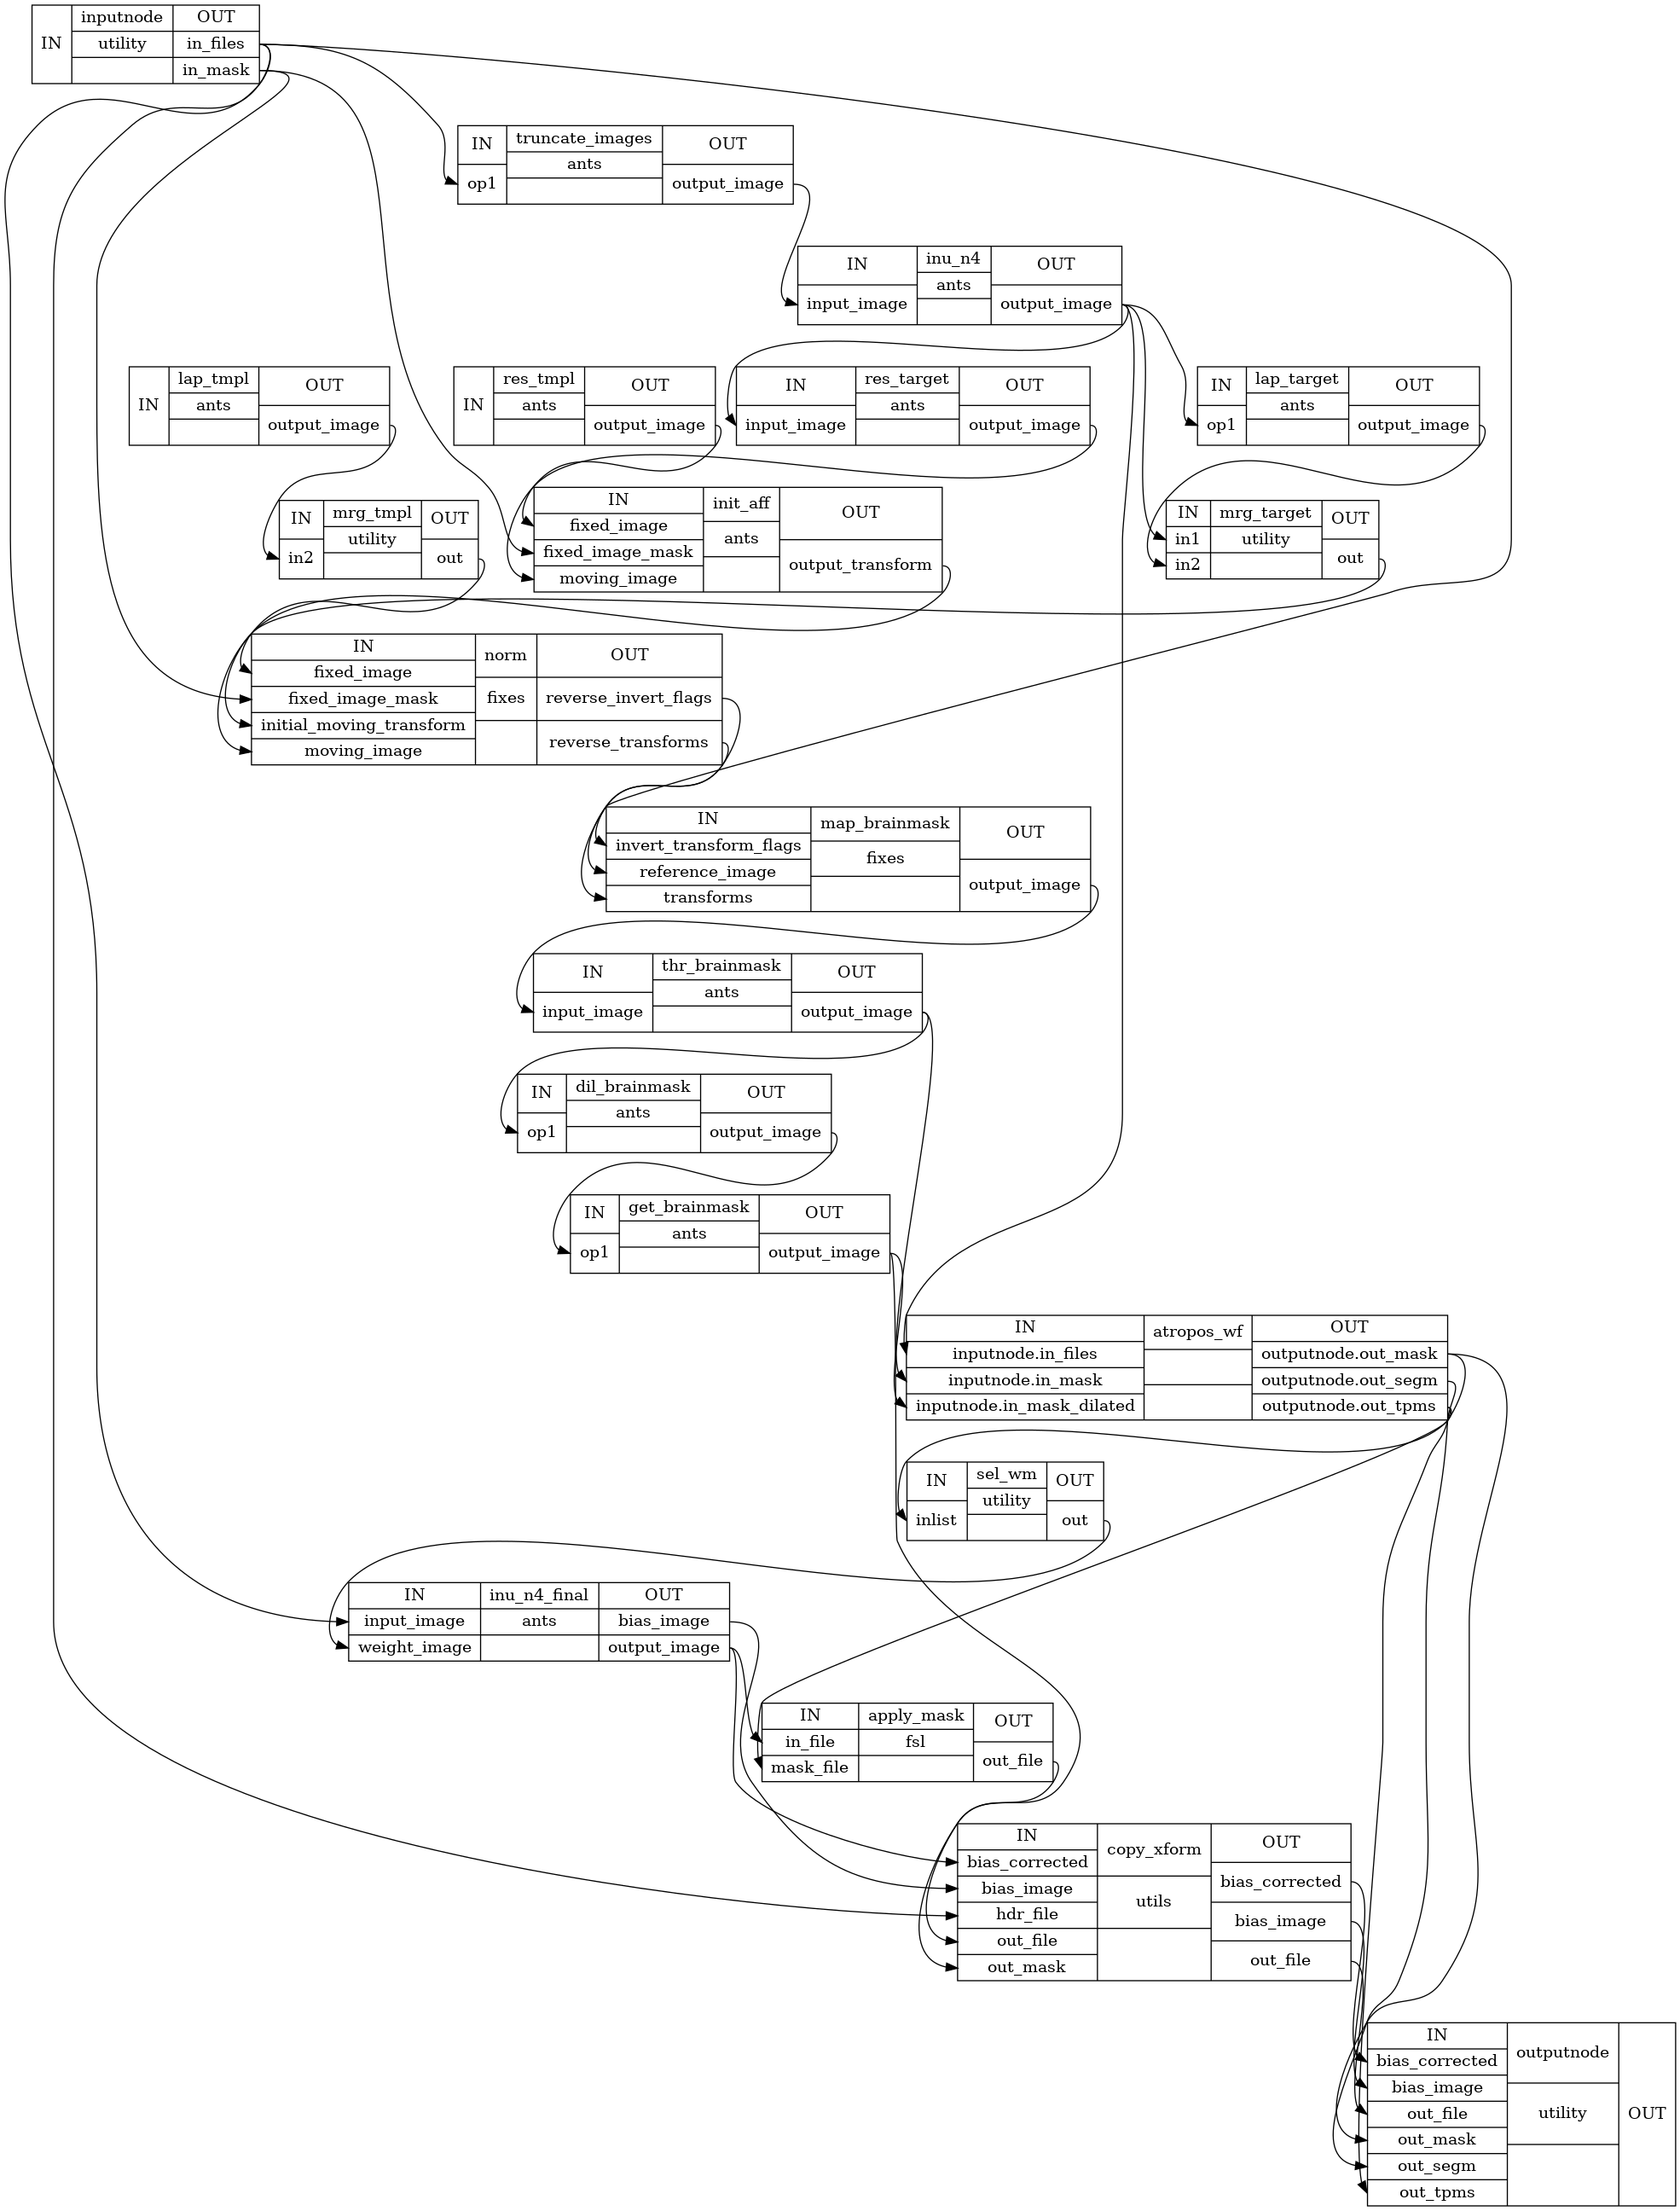 IN
inputnode
utility
OUT
in_files
in_mask
IN
op1
truncate_images
ants
OUT
output_image
IN
input_image
inu_n4
ants
OUT
output_image
IN
lap_tmpl
ants
OUT
output_image
IN
res_tmpl
ants
OUT
output_image
IN
input_image
res_target
ants
OUT
output_image
IN
op1
lap_target
ants
OUT
output_image
IN
in2
mrg_tmpl
utility
OUT
out
IN
fixed_image
fixed_image_mask
moving_image
init_aff
ants
OUT
output_transform
IN
in1
in2
mrg_target
utility
OUT
out
IN
fixed_image
fixed_image_mask
initial_moving_transform
moving_image
norm
fixes
OUT
reverse_invert_flags
reverse_transforms
IN
invert_transform_flags
reference_image
transforms
map_brainmask
fixes
OUT
output_image
IN
input_image
thr_brainmask
ants
OUT
output_image
IN
op1
dil_brainmask
ants
OUT
output_image
IN
op1
get_brainmask
ants
OUT
output_image
IN
inputnode.in_files
inputnode.in_mask
inputnode.in_mask_dilated
atropos_wf
OUT
outputnode.out_mask
outputnode.out_segm
outputnode.out_tpms
IN
inlist
sel_wm
utility
OUT
out
IN
input_image
weight_image
inu_n4_final
ants
OUT
bias_image
output_image
IN
in_file
mask_file
apply_mask
fsl
OUT
out_file
IN
bias_corrected
bias_image
hdr_file
out_file
out_mask
copy_xform
utils
OUT
bias_corrected
bias_image
out_file
IN
bias_corrected
bias_image
out_file
out_mask
out_segm
out_tpms
outputnode
utility
OUT